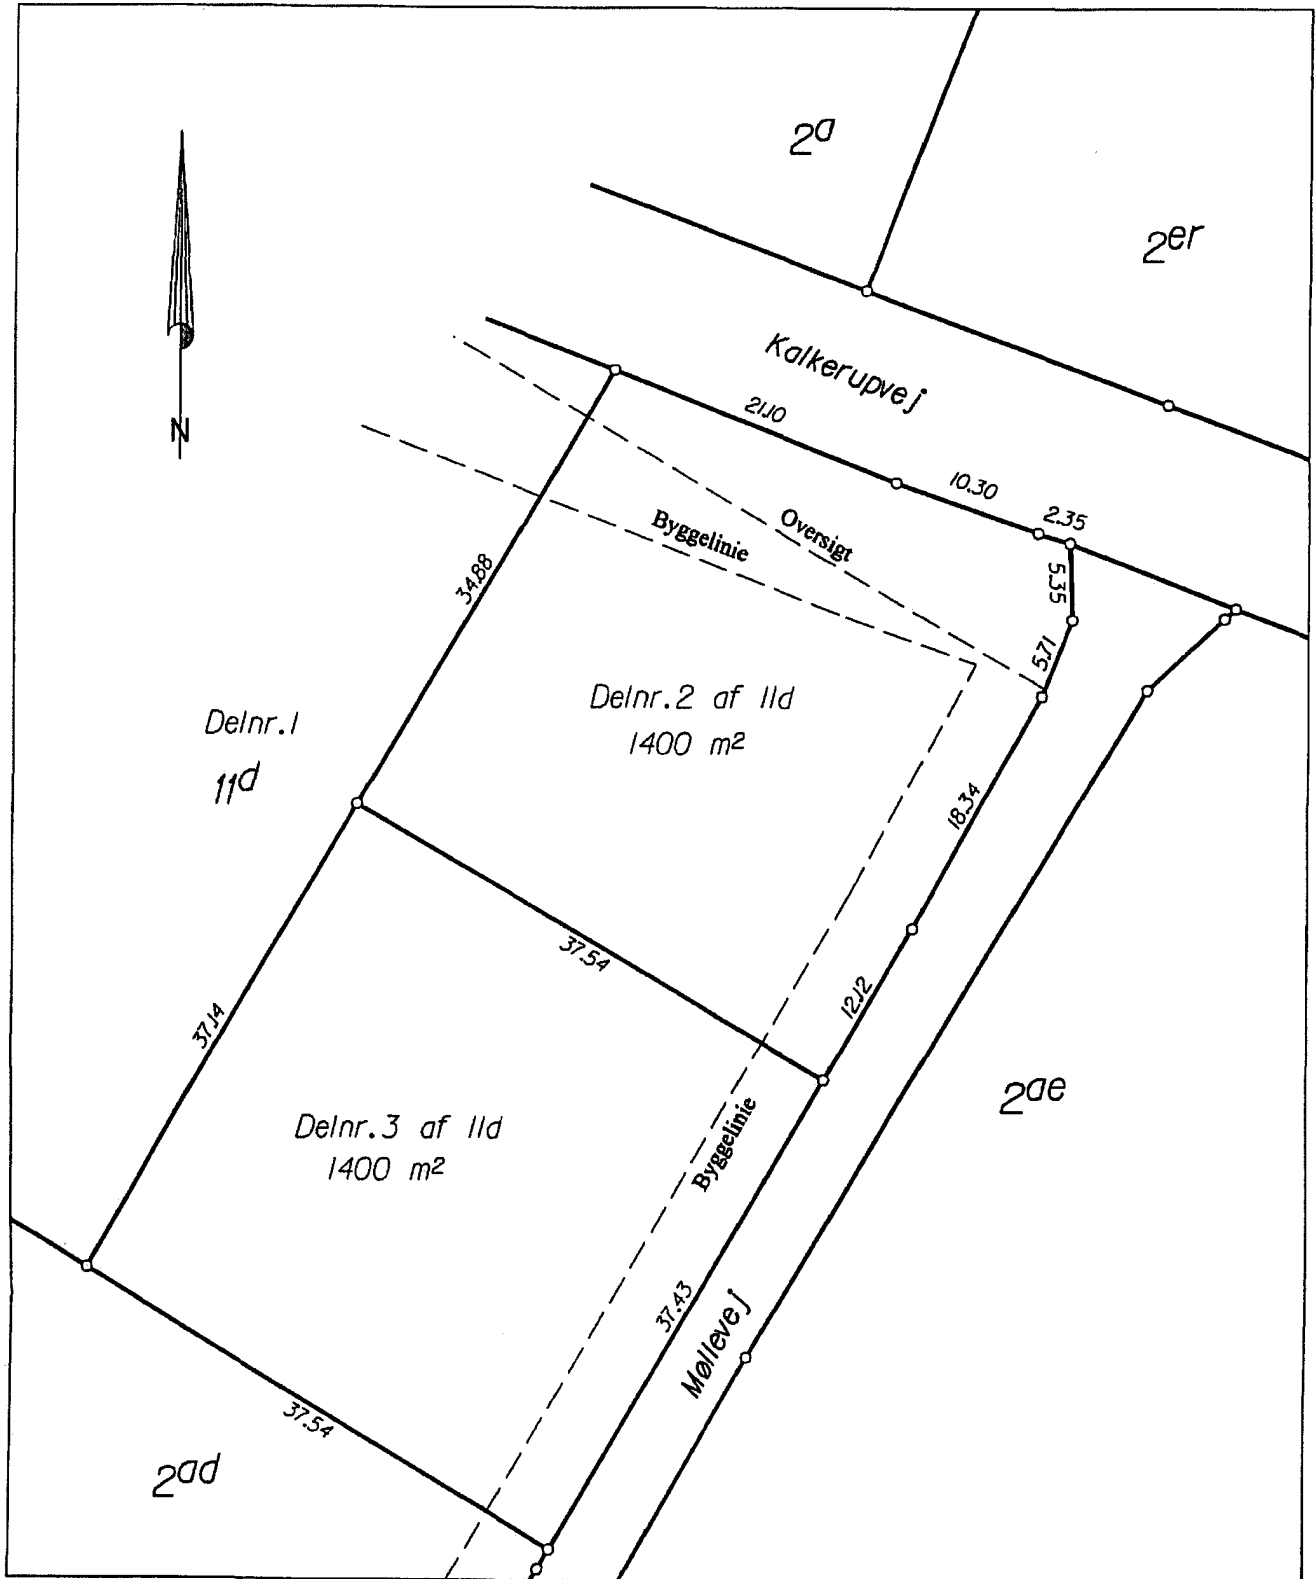 2a
2er
N
Kalkerupvej
21.10
10.30
2.35
Byggelinie
Oversigt
5.35
34.88
5.71
Delnr.1
11d
Delnr.2 af 11d
1400 m²
18.34
37.54
12.12
37.14
2ae
Delnr.3 af 11d
1400 m²
Byggelinie
37.43
Møllevej
37.54
2ad